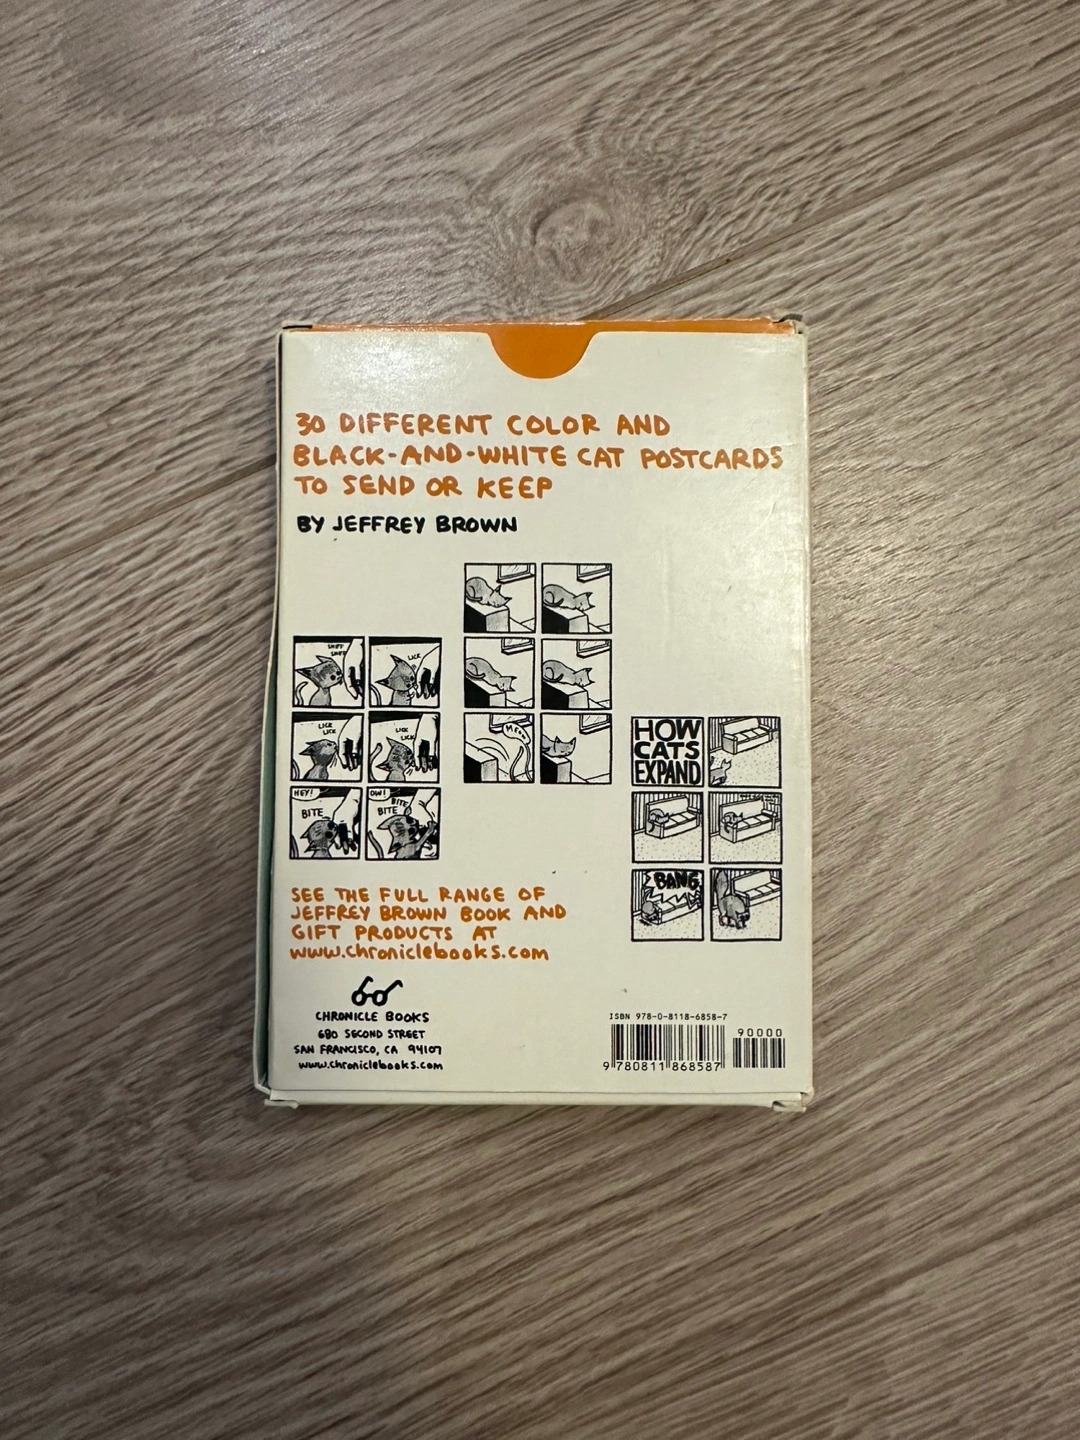 30 DIFFERENT COLOR AND
BLACK-AND-WHITE CAT POSTCARDS
TO SEND OR KEEP
BY JEFFREY BROWN
SNIFF
SNIFF
LICK
LICK
LICK
LICK
LICK
HEY!
BITE
OW!
BITE
BITE
MEOW
HOW
CATS
EXPAND
BANG
SEE THE FULL RANGE OF
JEFFREY BROWN BOOK AND
GIFT PRODUCTS AT
www.chroniclebooks.com
CHRONICLE BOOKS
680 SECOND STREET
SAN FRANCISCO, CA 94107
www.chroniclebooks.com
ISBN 978-0-8118-6858-7
90000
9 780811 868587